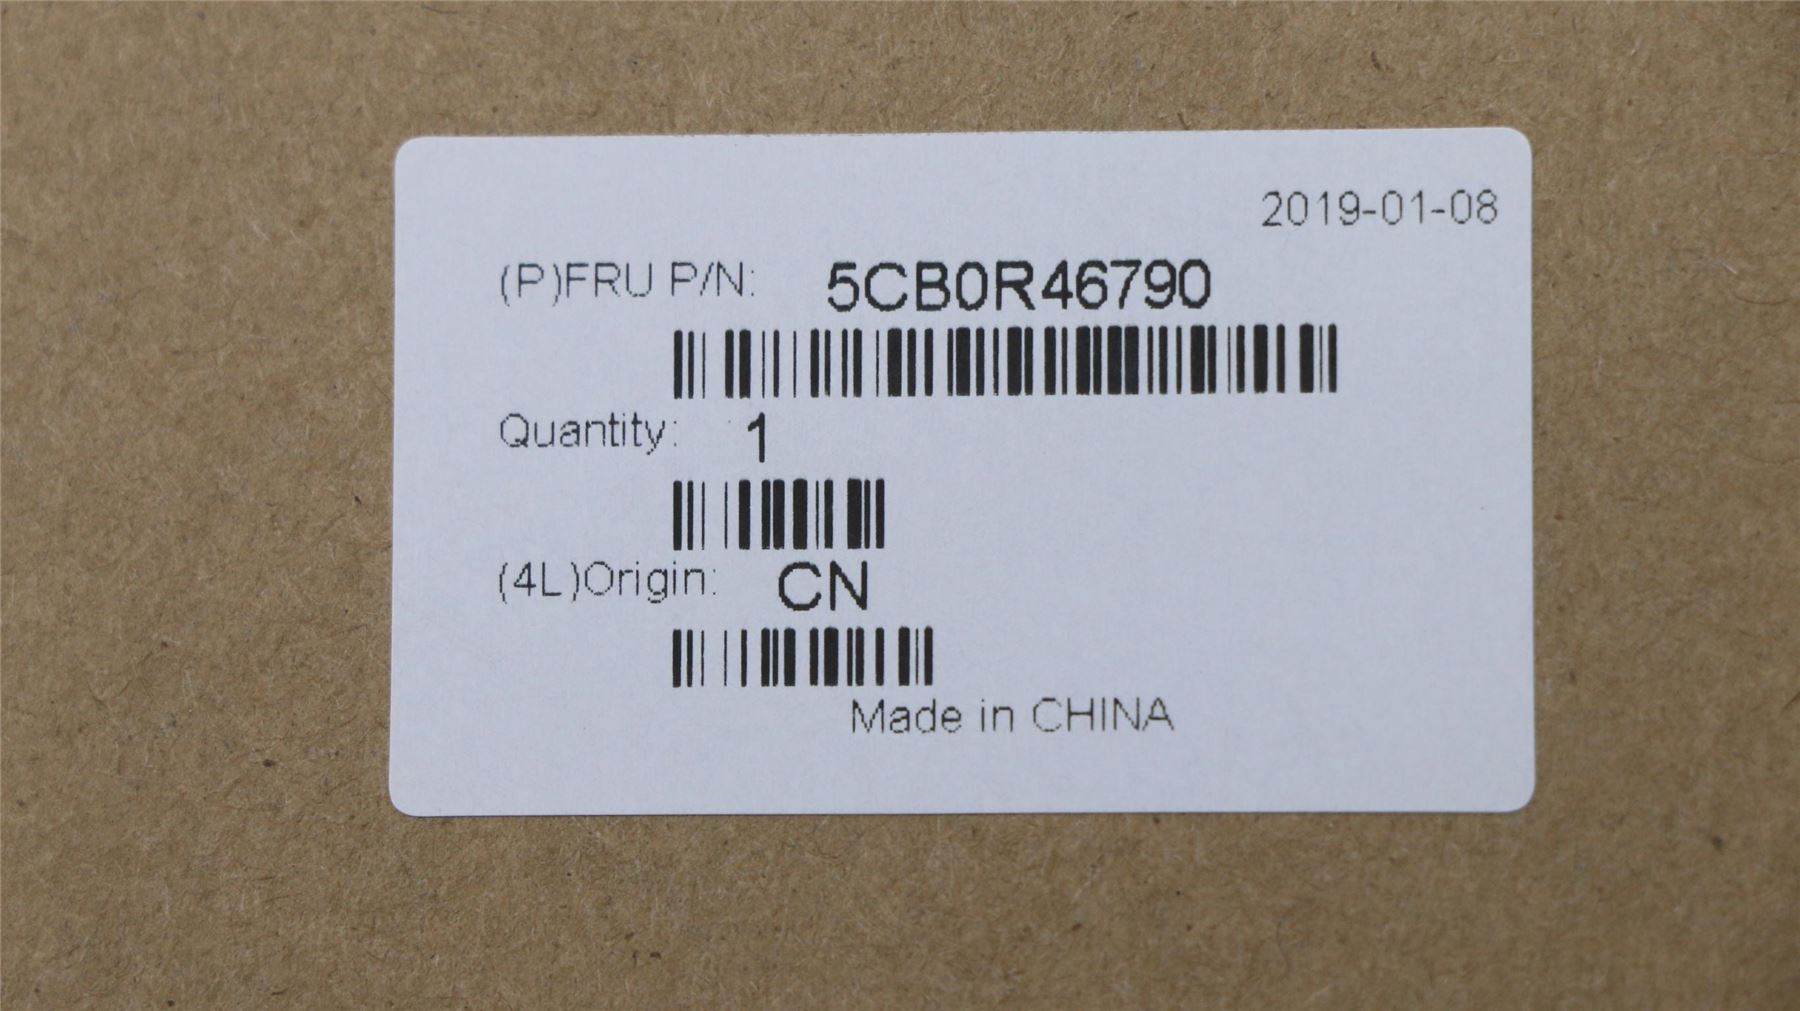 2019-01-08
(P)FRU P/N: 5CB0R46790
Quantity: 1
(4L)Origin: CN
Made in CHINA